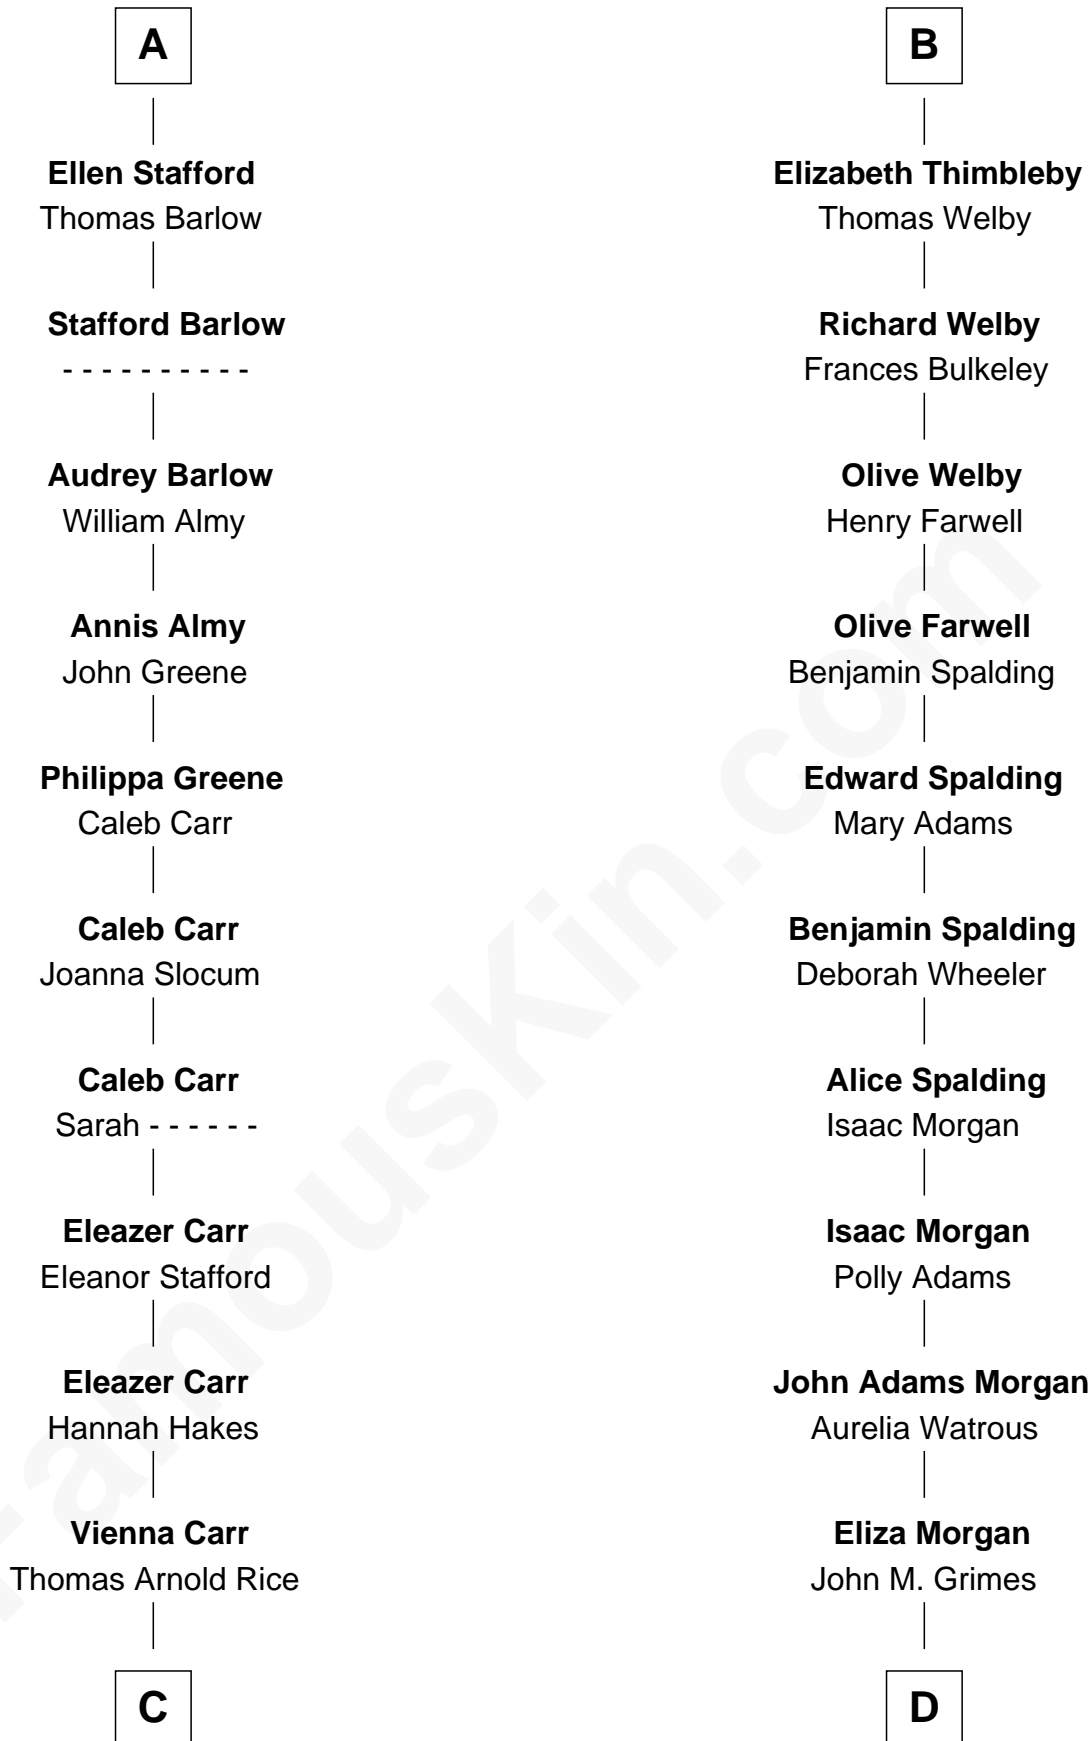 A
Ellen Stafford
Thomas Barlow
Stafford Barlow
- - - - - - - - - -
Audrey Barlow
William Almy
Annis Almy
John Greene
Philippa Greene
Caleb Carr
Caleb Carr
Joanna Slocum
Caleb Carr
Sarah - - - - - -
Eleazer Carr
Eleanor Stafford
Eleazer Carr
Hannah Hakes
Vienna Carr
Thomas Arnold Rice
C
B
Elizabeth Thimbleby
Thomas Welby
Richard Welby
Frances Bulkeley
Olive Welby
Henry Farwell
Olive Farwell
Benjamin Spalding
Edward Spalding
Mary Adams
Benjamin Spalding
Deborah Wheeler
Alice Spalding
Isaac Morgan
Isaac Morgan
Polly Adams
John Adams Morgan
Aurelia Watrous
Eliza Morgan
John M. Grimes
D
FamousKin.com